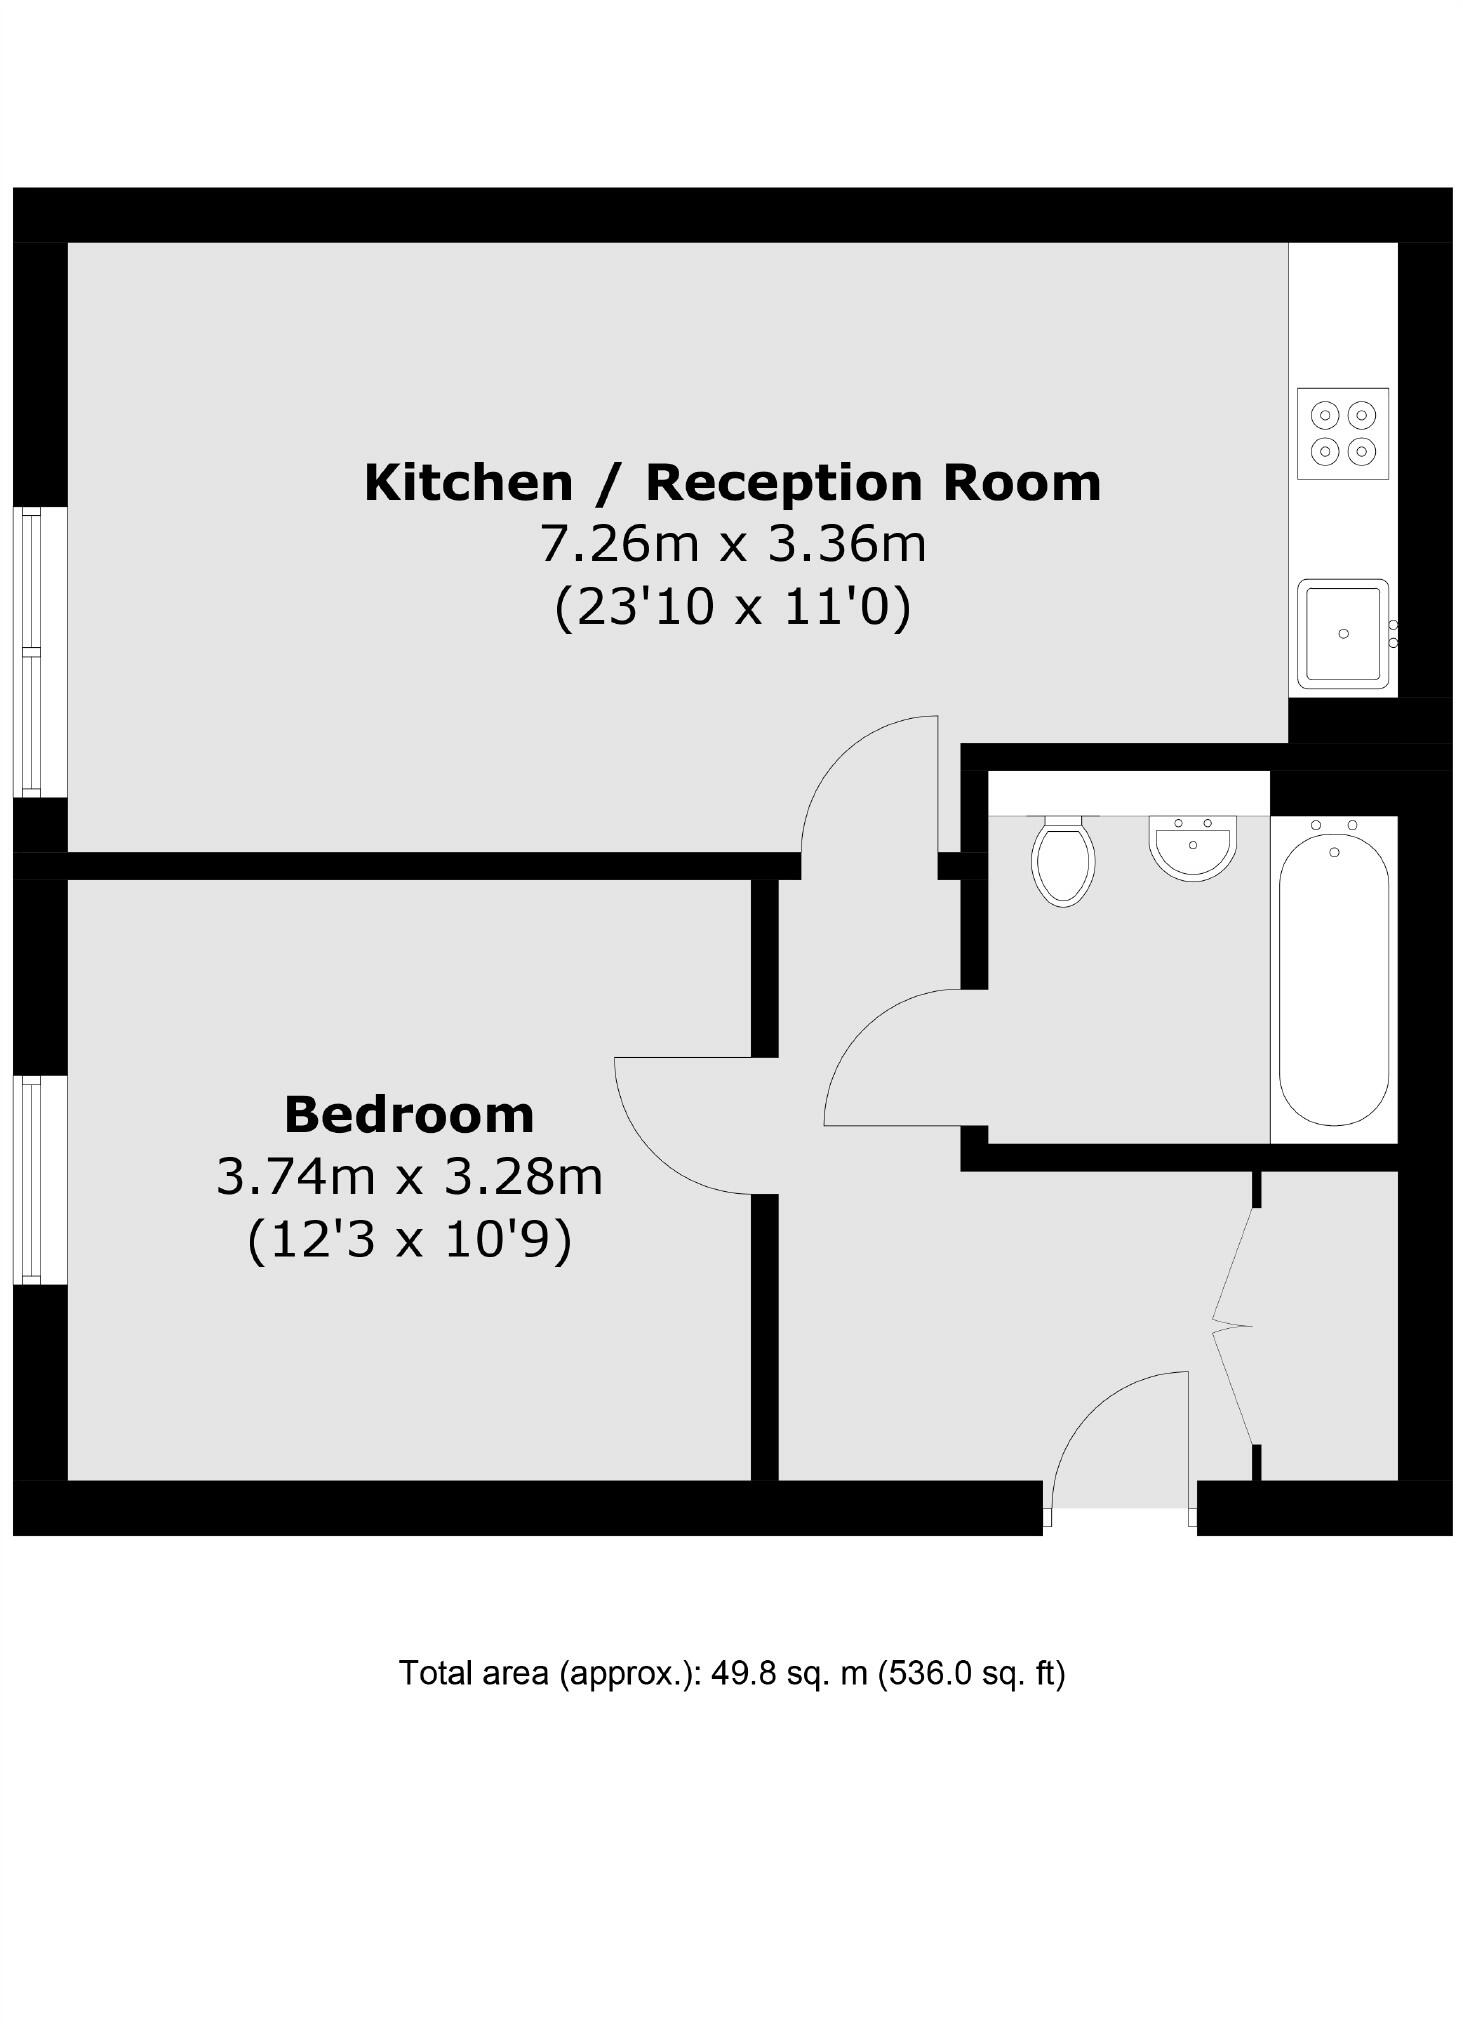 Kitchen / Reception Room
7.26m x 3.36m
(23'10 x 11'0)
Bedroom
3.74m x 3.28m
(12'3 x 10'9)
Total area (approx.): 49.8 sq. m (536.0 sq. ft)